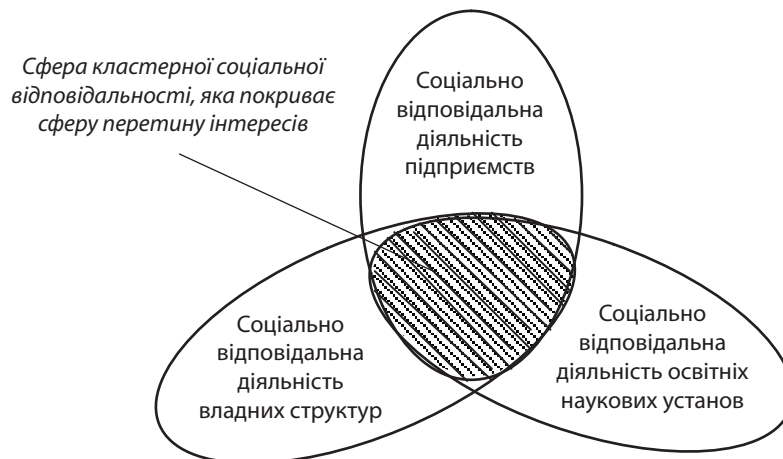 Сфера кластерної соціальної
відповідальності, яка покриває
сферу перетину інтересів
Соціально
відповідальна
діяльність
підприємств
Соціально
відповідальна
діяльність
владних структур
Соціально
відповідальна
діяльність освітніх
наукових установ